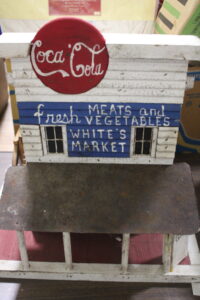 Coca-Cola
fresh MEATS and
VEGETABLES
WHITE'S
MARKET